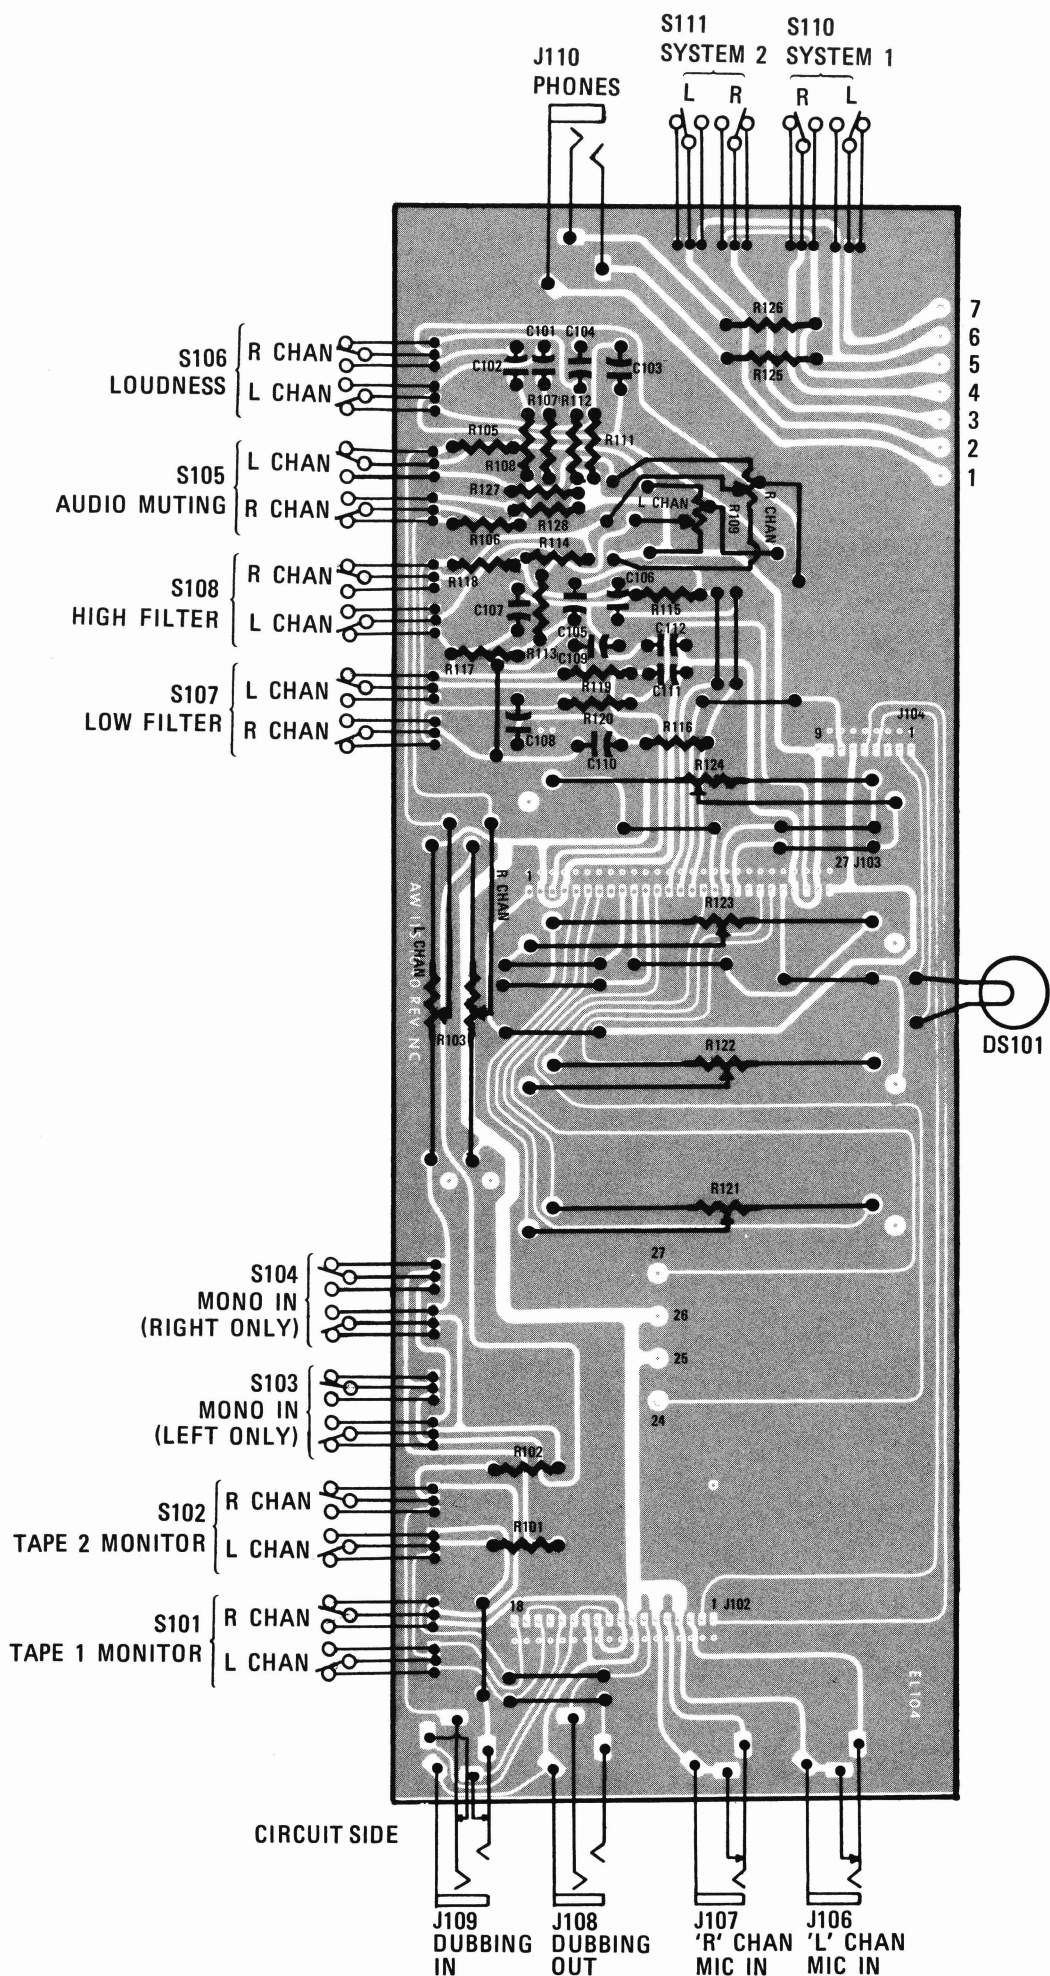 S111
SYSTEM 2
S110
SYSTEM 1
L R R L
J110
PHONES
R126
R125
7
6
5
4
3
2
1
S106
LOUDNESS
R CHAN
L CHAN
C101 C104
C102
C103
R107 R112
R105
R111
R108
S105
AUDIO MUTING
L CHAN
R CHAN
R127
R128
R106
L CHAN
R109
R CHAN
R114
S108
HIGH FILTER
R CHAN
L CHAN
R118
C106
C107
R115
C105
C112
R113
C109
R117
C111
S107
LOW FILTER
L CHAN
R CHAN
R119
R120
R116
C108
C110
J104
9 1
R124
27 J103
1
R CHAN
R123
L CHAN
R103
REV NC
DS101
R122
R121
27
26
25
24
S104
MONO IN
(RIGHT ONLY)
S103
MONO IN
(LEFT ONLY)
R102
S102
TAPE 2 MONITOR
R CHAN
L CHAN
R101
S101
TAPE 1 MONITOR
R CHAN
L CHAN
18
1 J102
EL104
CIRCUIT SIDE
J109
DUBBING
IN
J108
DUBBING
OUT
J107
'R' CHAN
MIC IN
J106
'L' CHAN
MIC IN